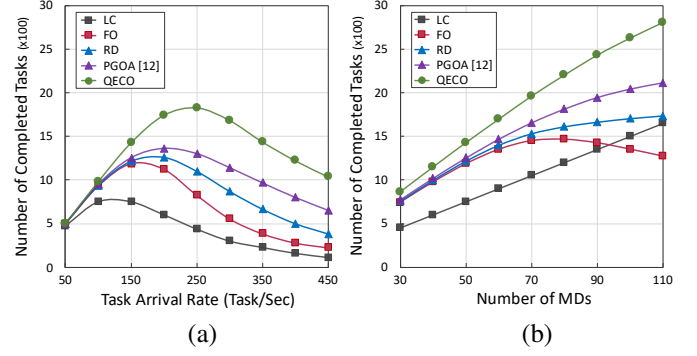 Number of Completed Tasks (x100)
30
25
20
15
10
5
0
LC
FO
RD
PGOA [12]
QECO
50
100
150
200
250
300
350
400
450
Task Arrival Rate (Task/Sec)
(a)
Number of Completed Tasks (x100)
30
25
20
15
10
5
0
LC
FO
RD
PGOA [12]
QECO
30
40
50
60
70
80
90
100
110
Number of MDs
(b)